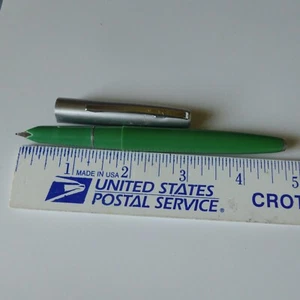 1 2 3 4 5
MADE IN USA
UNITED STATES
POSTAL SERVICE.
CROT